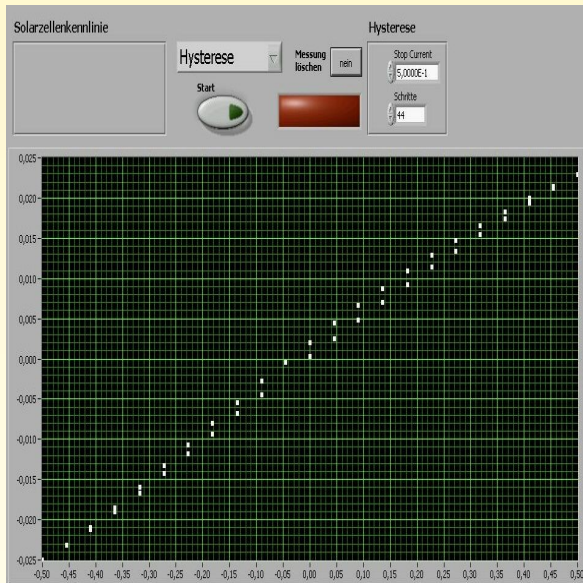 Solarzellenkennlinie
Hysterese
Messung löschen
nein
Hysterese
Start
Stop Current
5,0000E-1
Schritte
44
0,025
0,020
0,015
0,010
0,005
0,000
-0,005
-0,010
-0,015
-0,020
-0,025
-0,50 -0,45 -0,40 -0,35 -0,30 -0,25 -0,20 -0,15 -0,10 -0,05 0,00 0,05 0,10 0,15 0,20 0,25 0,30 0,35 0,40 0,45 0,50